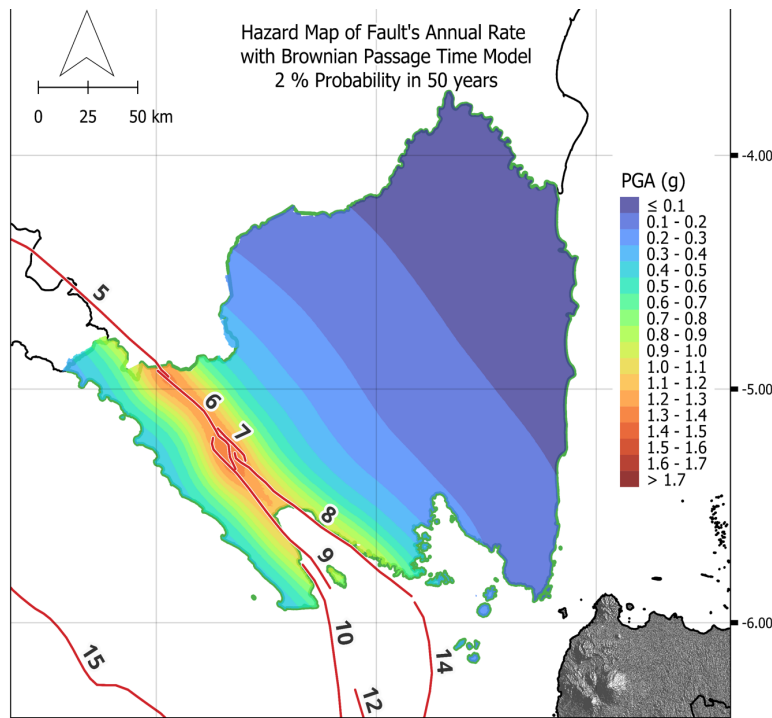 Hazard Map of Fault's Annual Rate
with Brownian Passage Time Model
2 % Probability in 50 years
0 25 50 km
-4.00
PGA (g)
≤ 0.1
0.1 - 0.2
0.2 - 0.3
0.3 - 0.4
0.4 - 0.5
0.6 - 0.7
0.7 - 0.8
0.8 - 0.9
0.9 - 1.0
1.0 - 1.1
1.1 - 1.2
1.2 - 1.3
1.3 - 1.4
1.4 - 1.5
1.5 - 1.6
1.6 - 1.7
> 1.7
5
-5.00
6
7
8
9
-6.00
10
14
15
12